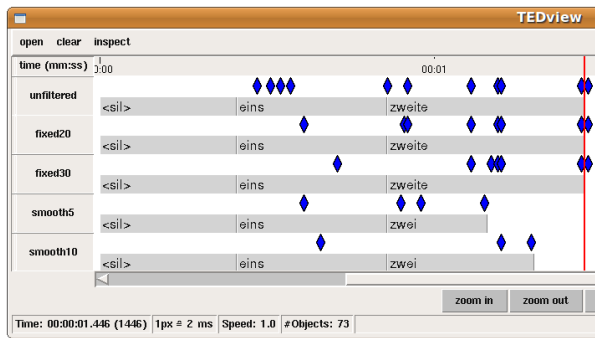 TEDview
open clear inspect
time (mm:ss) 0:00 00:01
unfiltered
<sil> eins zweite
fixed20
<sil> eins zweite
fixed30
<sil> eins zweite
smooth5
<sil> eins zwei
smooth10
<sil> eins zwei
zoom in zoom out
Time: 00:00:01.446 (1446) 1px ≙ 2 ms Speed: 1.0 #Objects: 73